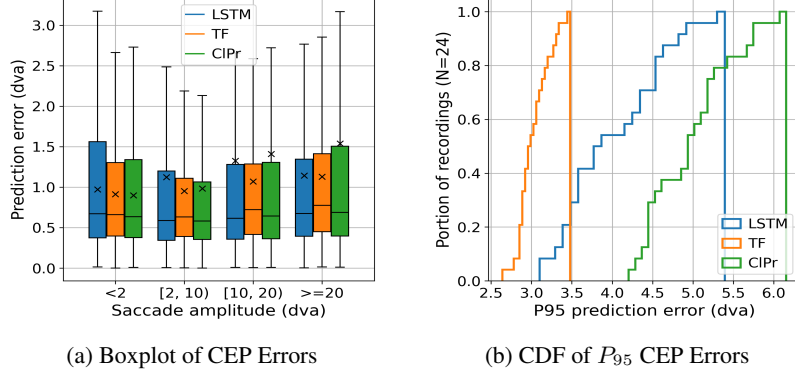 Prediction error (dva)
3.0
2.5
2.0
1.5
1.0
0.5
0.0
LSTM
TF
ClPr
<2
[2, 10)
[10, 20)
>=20
Saccade amplitude (dva)
(a) Boxplot of CEP Errors
Portion of recordings (N=24)
1.0
0.8
0.6
0.4
0.2
0.0
LSTM
TF
ClPr
2.5
3.0
3.5
4.0
4.5
5.0
5.5
6.0
P95 prediction error (dva)
(b) CDF of P95 CEP Errors